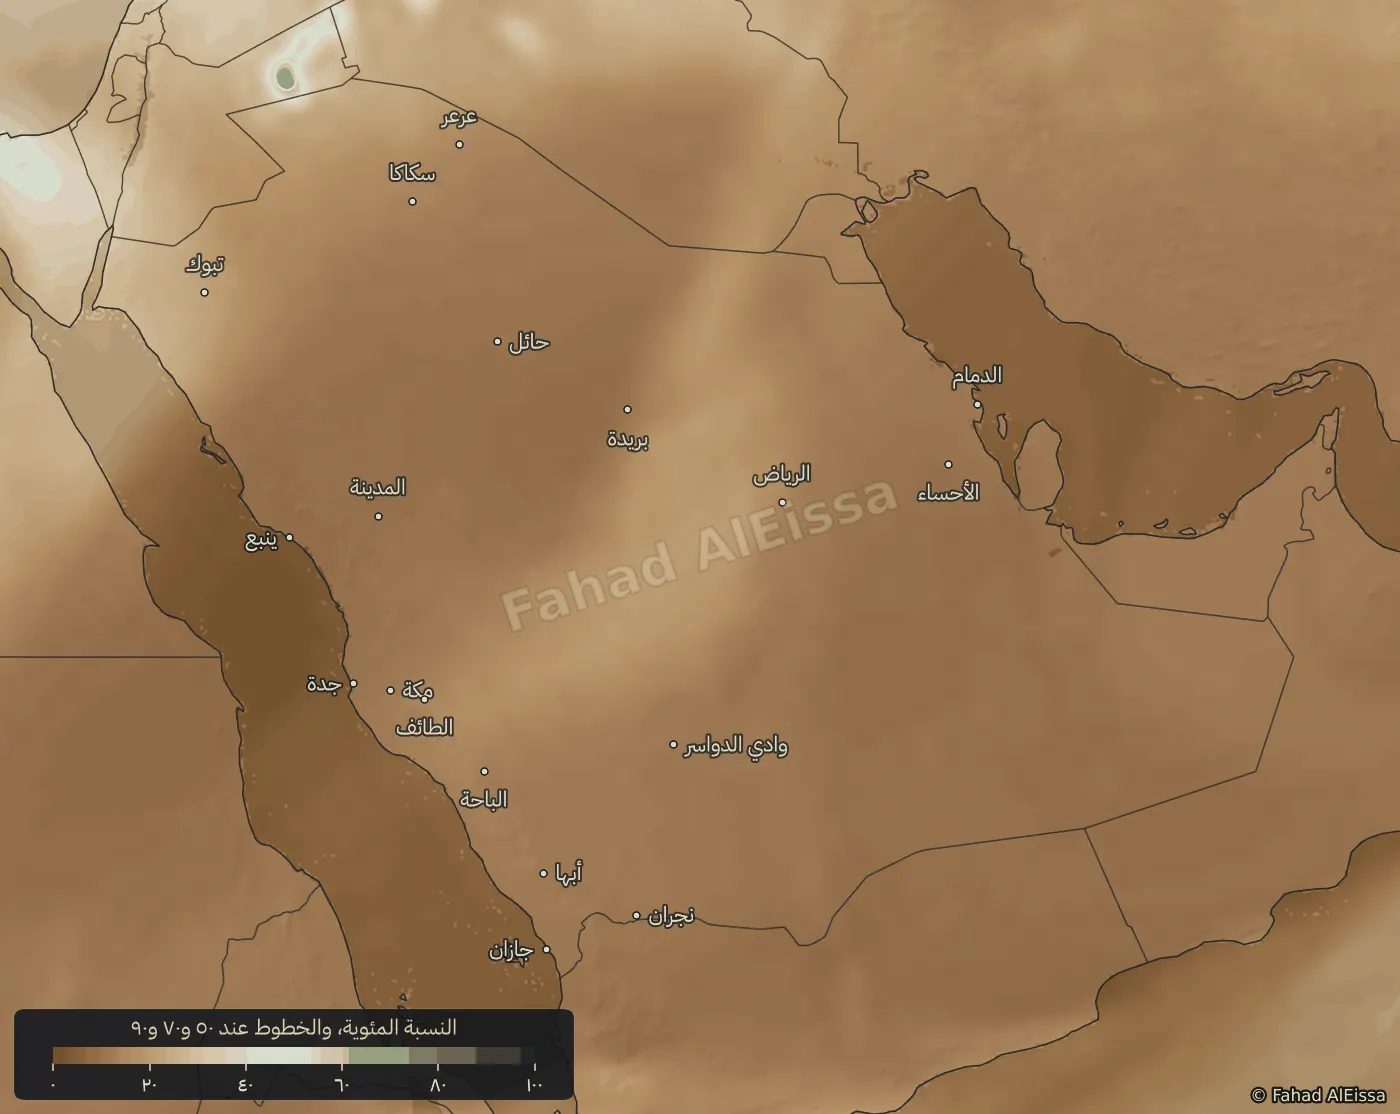 عرعر
سكاكا
تبوك
حائل
الدمام
بريدة
الرياض
المدينة
الأحساء
Fahad AlEissa
ينبع
جدة
مكة
الطائف
وادي الدواسر
الباحة
أبها
نجران
جازان
النسبة المئوية، والخطوط عند ٥٠ و٧٠ و٩٠
٠ ٢٠ ٤٠ ٦٠ ٨٠ ١٠٠
© Fahad AlEissa